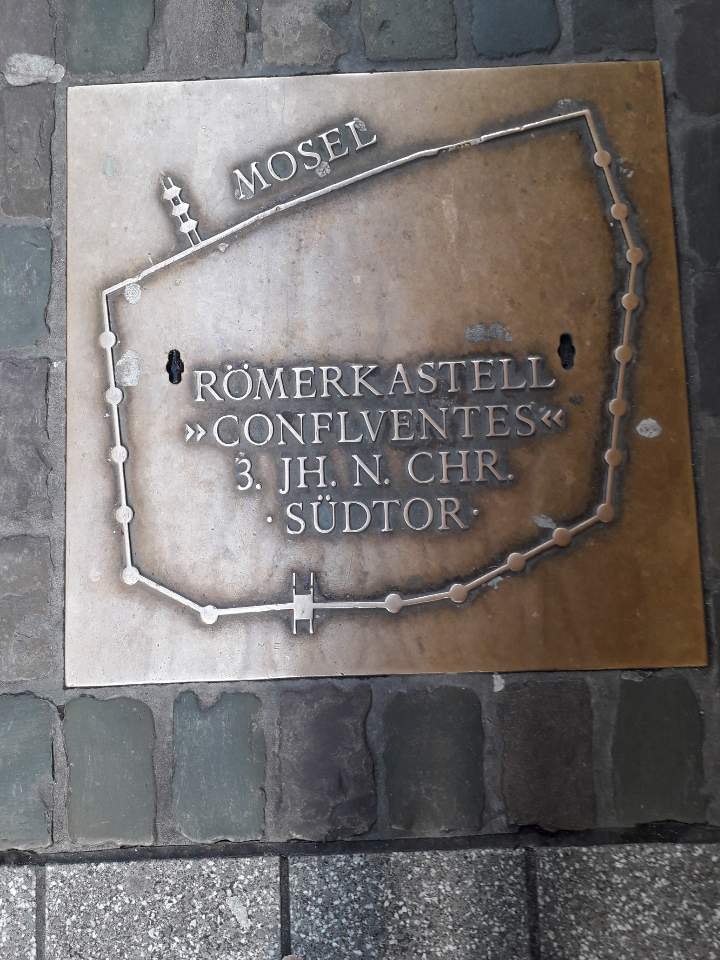 MOSEL
RÖMERKASTELL
»CONFLVENTES«
3. JH. N. CHR.
· SÜDTOR ·